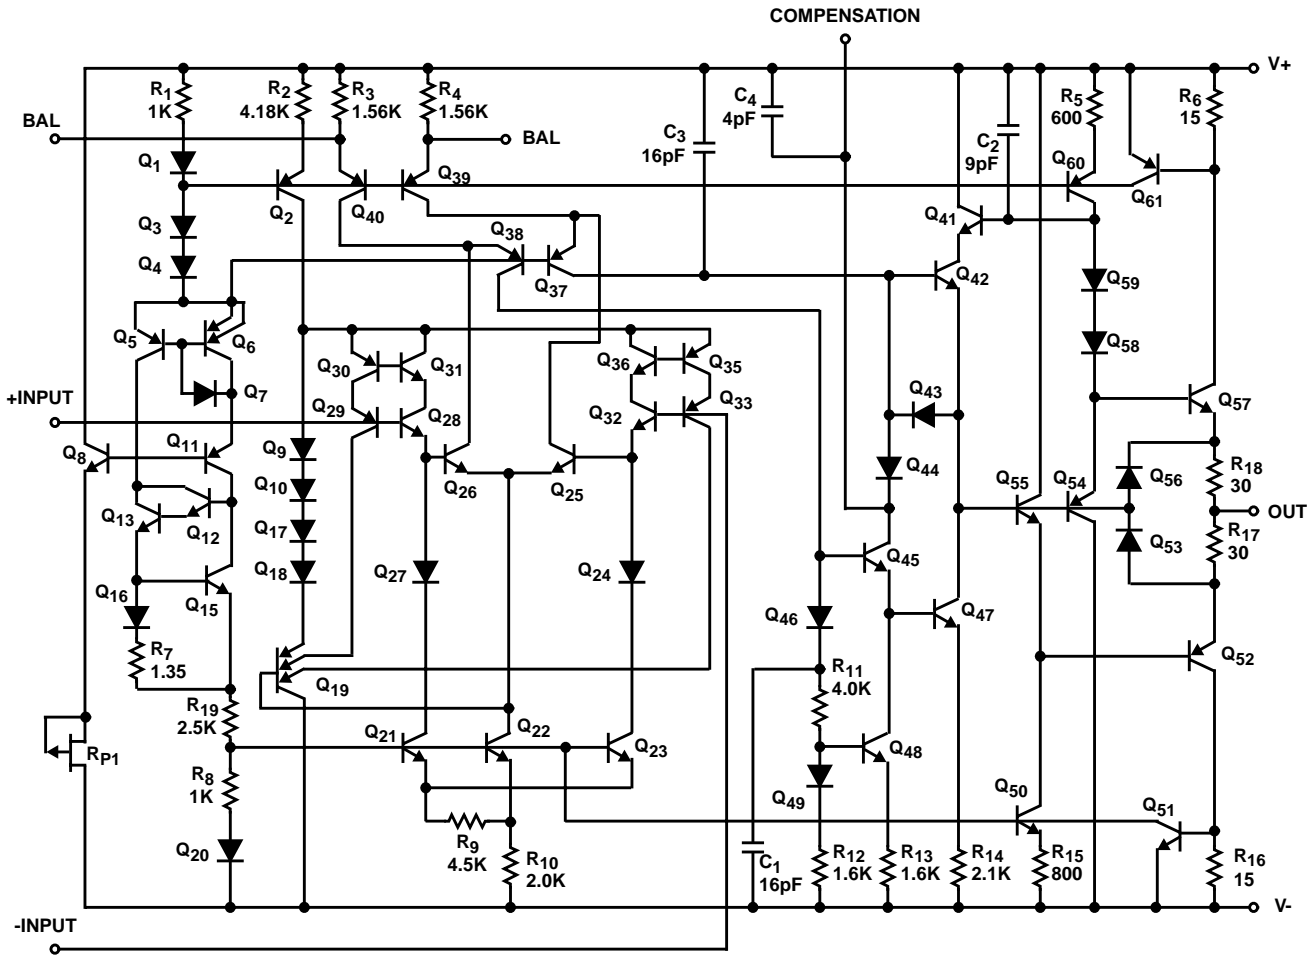 COMPENSATION
V+
R1
1K
R2
4.18K
R3
1.56K
R4
1.56K
C4
4pF
C3
16pF
R5
600
R6
15
C2
9pF
BAL
BAL
Q1
Q2
Q40
Q39
Q60
Q61
Q3
Q4
Q38
Q37
Q41
Q42
Q59
Q58
Q5
Q6
Q7
Q30
Q31
Q36
Q35
+INPUT
Q29
Q28
Q32
Q33
Q43
Q57
Q8
Q11
Q9
Q26
Q25
Q44
Q55
Q54
Q56
R18
30
Q13
Q12
Q10
Q17
OUT
Q53
R17
30
Q16
Q15
Q18
Q27
Q24
Q45
Q46
Q47
R7
1.35
Q19
R11
4.0K
Q52
R19
2.5K
RP1
Q21
Q22
Q23
Q48
R8
1K
Q49
Q50
Q51
Q20
R9
4.5K
R10
2.0K
C1
16pF
R12
1.6K
R13
1.6K
R14
2.1K
R15
800
R16
15
V-
-INPUT